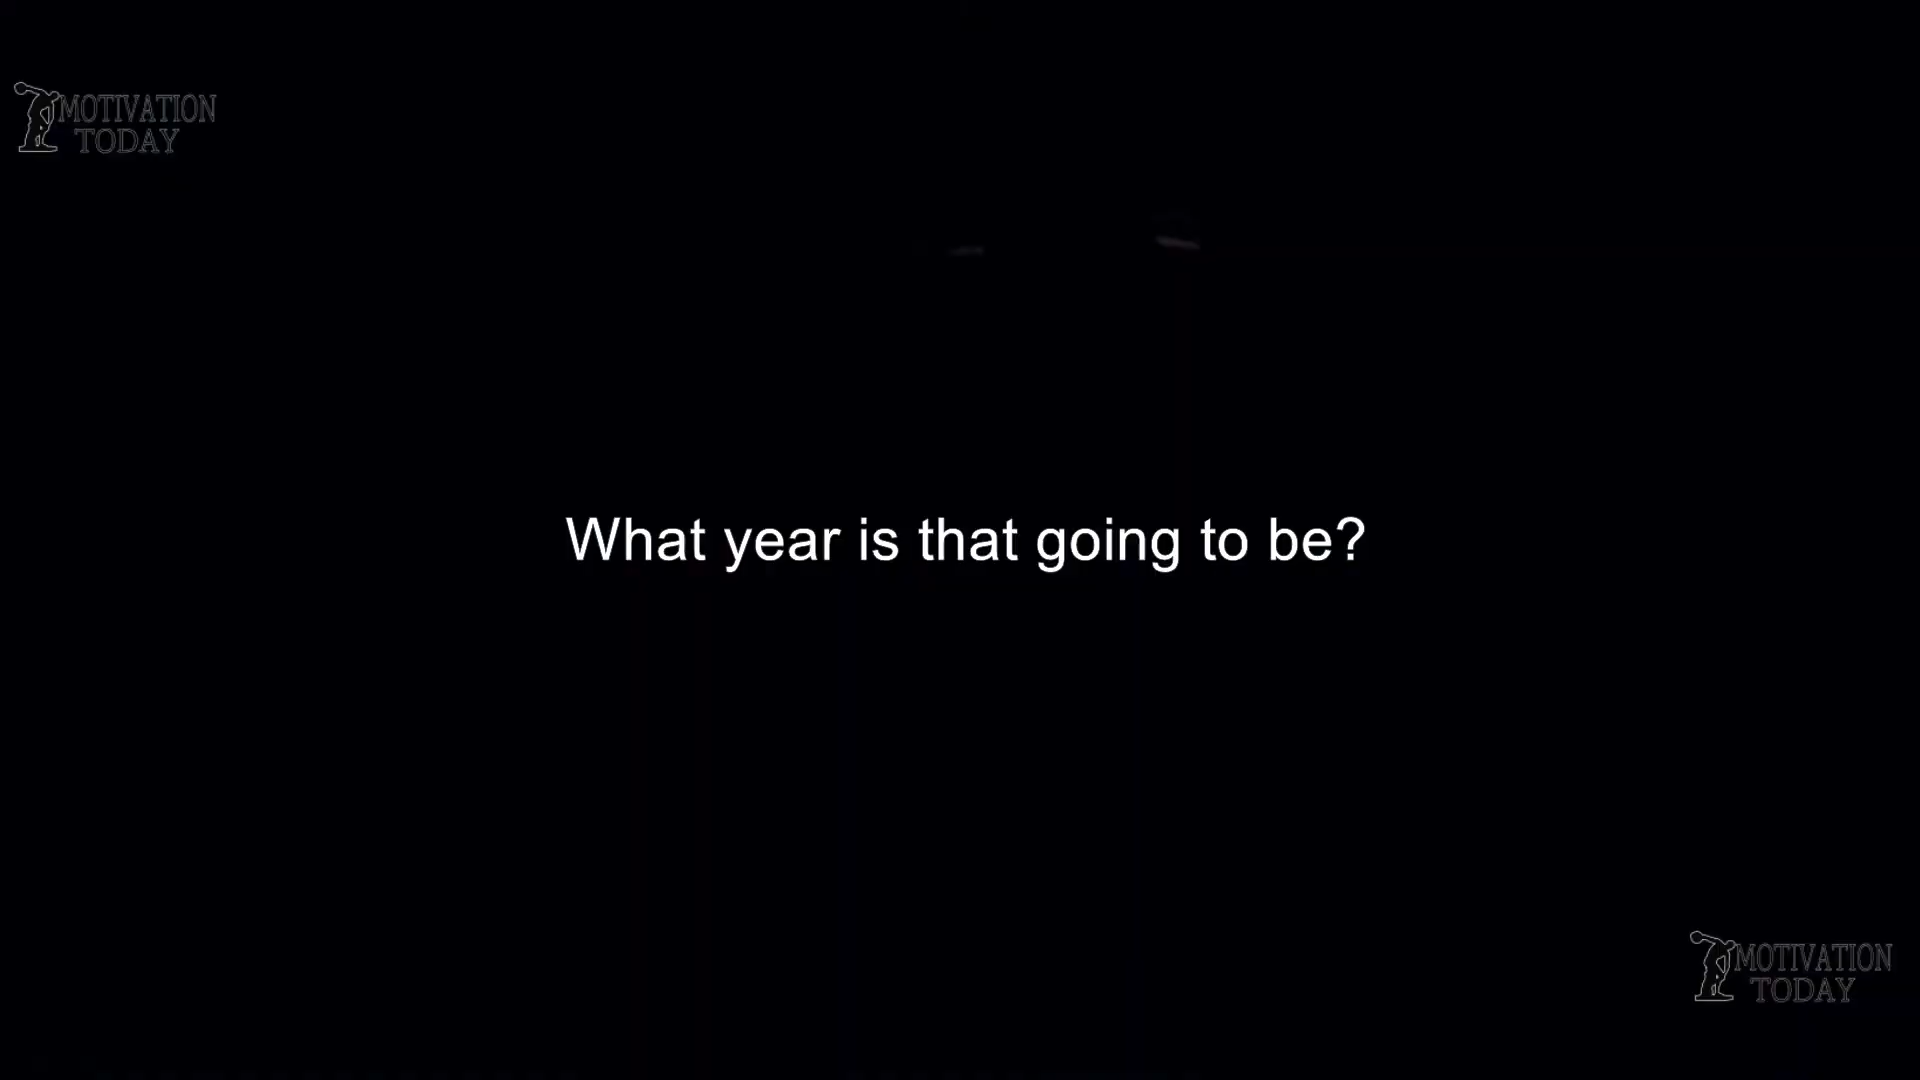 MOTIVATION
TODAY
What year is that going to be?
MOTIVATION
TODAY